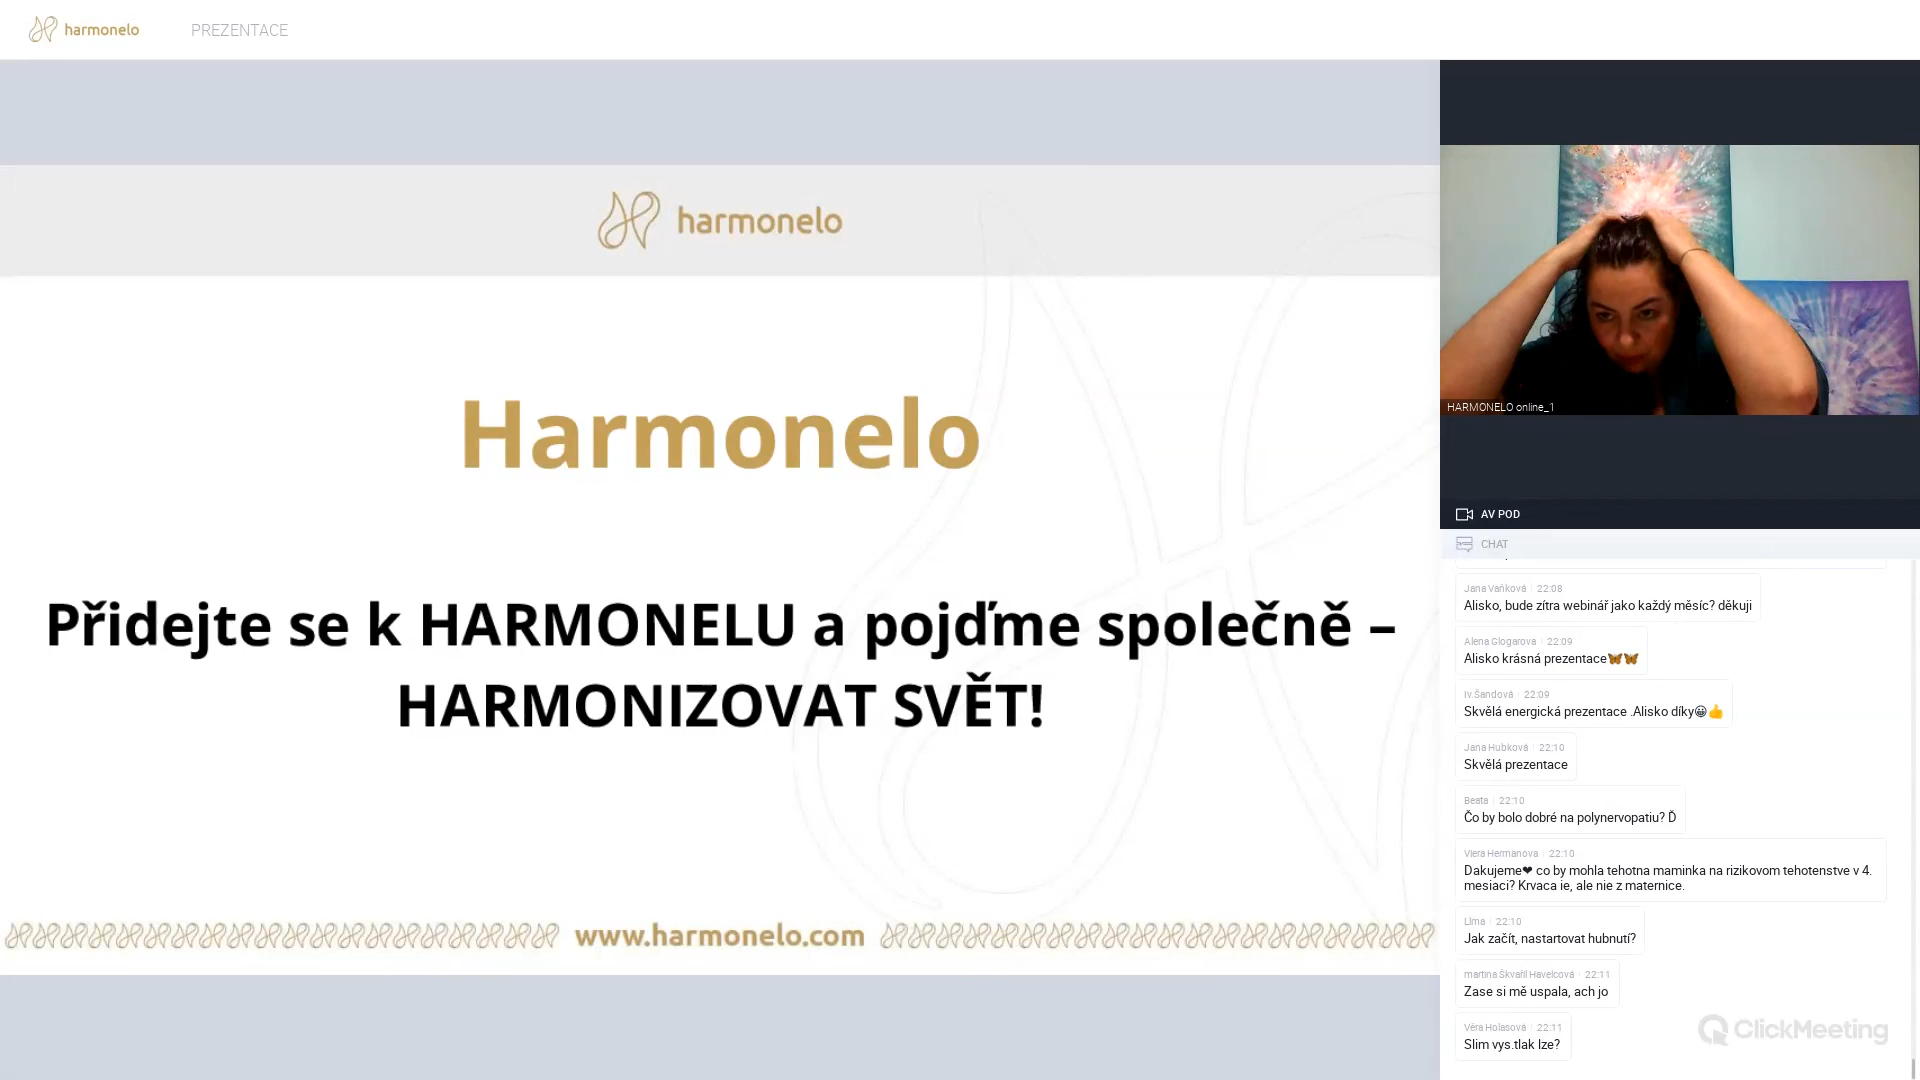 harmonelo
PREZENTACE
harmonelo
Harmonelo
Přidejte se k HARMONELU a pojďme společně –
HARMONIZOVAT SVĚT!
www.harmonelo.com
HARMONELO online_1
AV POD
CHAT
Jana Vaňková 22:08
Alisko, bude zítra webinář jako každý měsíc? děkuji
Alena Glogarova 22:09
Alisko krásná prezentace🦋🦋
Iv.Šandová 22:09
Skvělá energická prezentace .Alisko díky😀👍
Jana Hubková 22:10
Skvělá prezentace
Beata 22:10
Čo by bolo dobré na polynervopatiu? Ď
Viera Hermanova 22:10
Dakujeme❤ co by mohla tehotna maminka na rizikovom tehotenstve v 4.
mesiaci? Krvaca ie, ale nie z maternice.
Lima 22:10
Jak začít, nastartovat hubnutí?
martina Škvařil Havelcová 22:11
Zase si mě uspala, ach jo
Věra Holasová 22:11
Slim vys.tlak lze?
ClickMeeting